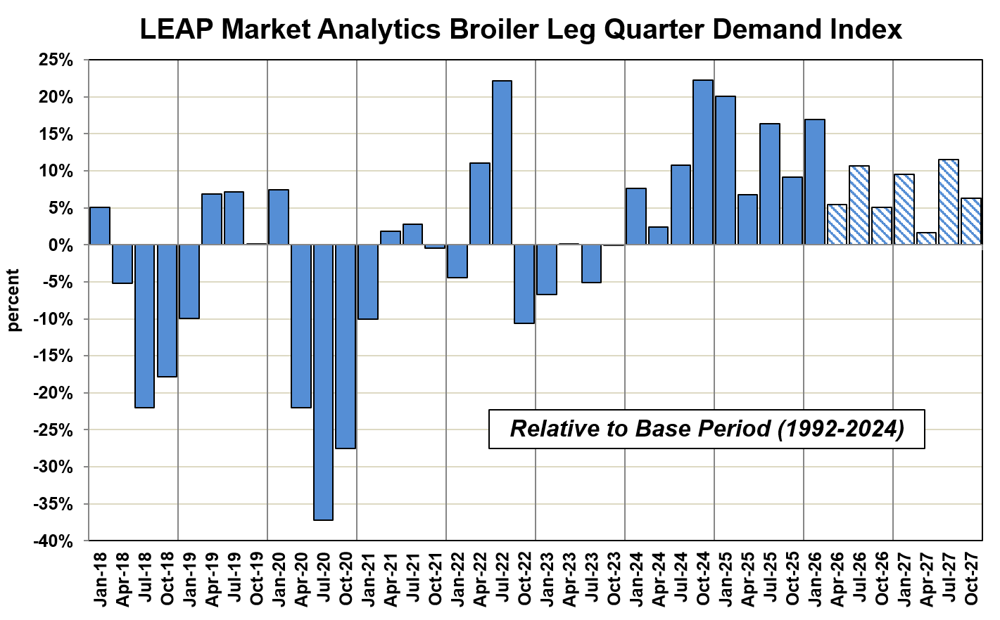 LEAP Market Analytics Broiler Leg Quarter Demand Index
25%
20%
15%
10%
5%
0%
-5%
-10%
-15%
-20%
-25%
-30%
-35%
-40%
percent
Relative to Base Period (1992-2024)
Jan-18
Apr-18
Jul-18
Oct-18
Jan-19
Apr-19
Jul-19
Oct-19
Jan-20
Apr-20
Jul-20
Oct-20
Jan-21
Apr-21
Jul-21
Oct-21
Jan-22
Apr-22
Jul-22
Oct-22
Jan-23
Apr-23
Jul-23
Oct-23
Jan-24
Apr-24
Jul-24
Oct-24
Jan-25
Apr-25
Jul-25
Oct-25
Jan-26
Apr-26
Jul-26
Oct-26
Jan-27
Apr-27
Jul-27
Oct-27